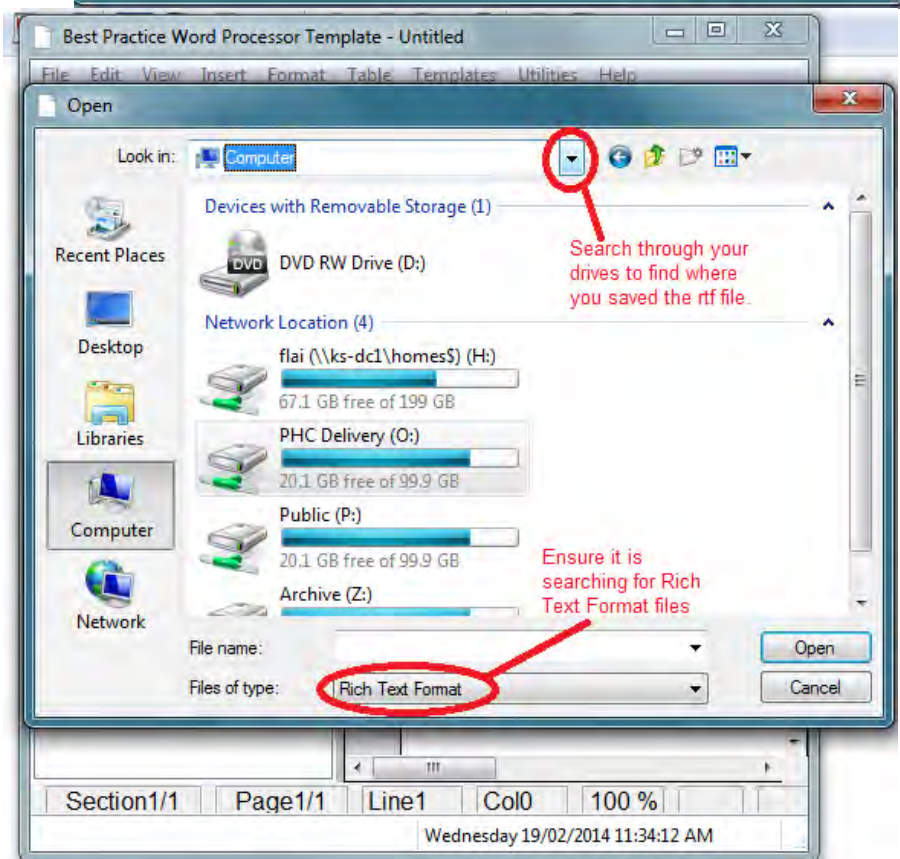 Best Practice Word Processor Template - Untitled
File Edit View Insert Format Table Templates Utilities Help
Open
Look in:
Computer
Recent Places
Desktop
Libraries
Computer
Network
Devices with Removable Storage (1)
DVD
DVD RW Drive (D:)
Search through your
drives to find where
you saved the rtf file.
Network Location (4)
flai (\\ks-dc1\homes$) (H:)
67.1 GB free of 199 GB
PHC Delivery (O:)
20.1 GB free of 99.9 GB
Public (P:)
20.1 GB free of 99.9 GB
Archive (Z:)
Ensure it is
searching for Rich
Text Format files
File name:
Open
Files of type:
Rich Text Format
Cancel
Section1/1 Page1/1 Line1 Col0 100 %
Wednesday 19/02/2014 11:34:12 AM